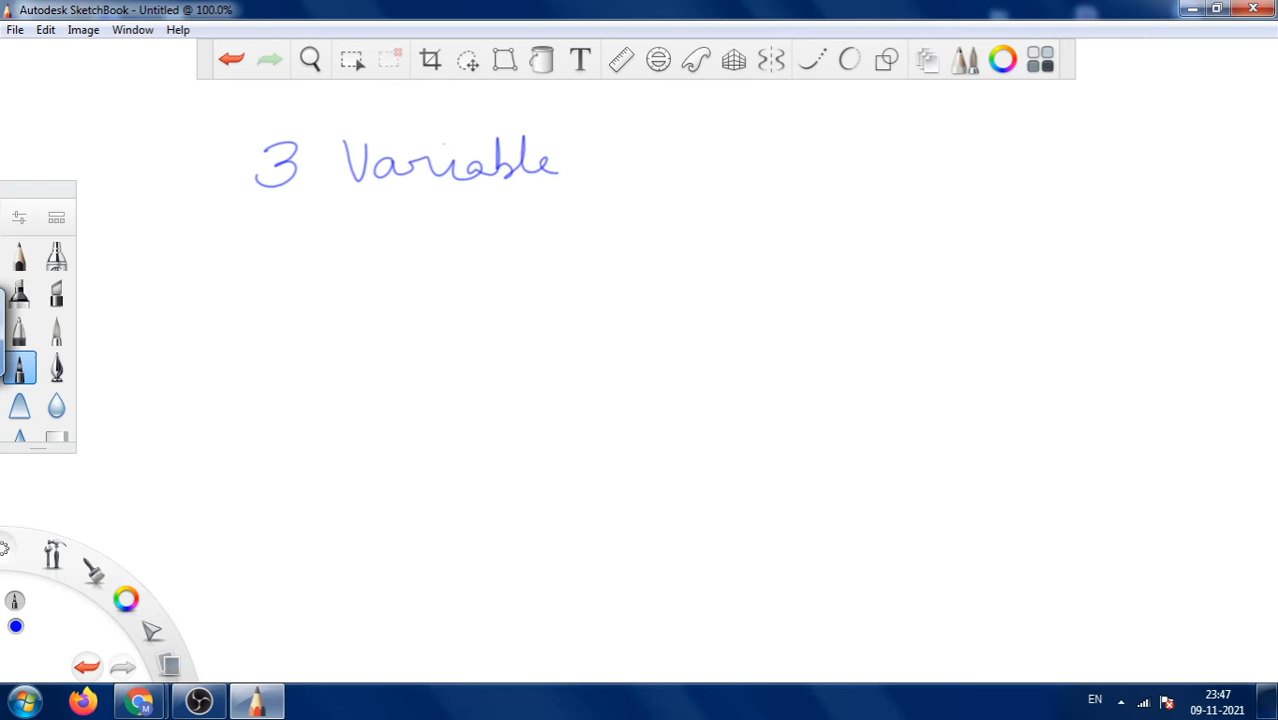 Autodesk SketchBook - Untitled @ 100.0%
File Edit Image Window Help
T
3 Variable
M
EN
23:47
09-11-2021